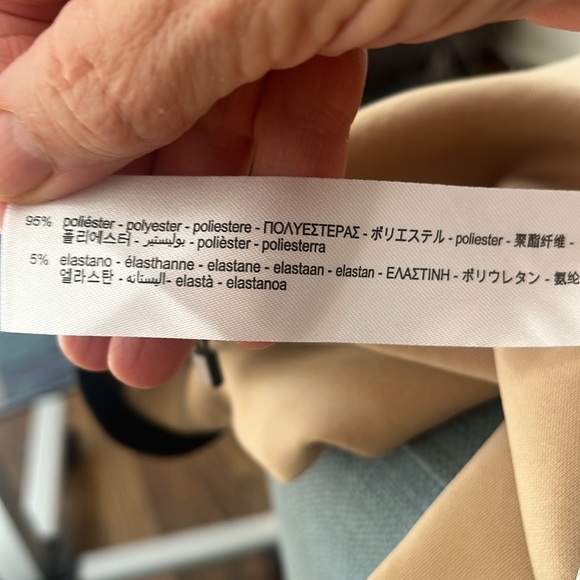 95% poliéster - polyester - poliestere - ΠΟΛΥΕΣΤΕΡΑΣ - ポリエステル - poliester - 聚酯纤维 -
폴리에스터 - بوليستير - polièster - poliesterra
5% elastano - élasthanne - elastane - elastaan - elastan - ΕΛΑΣΤΙΝΗ - ポリウレタン - 氨纶
엘라스탄 - اليستانه - elastà - elastanoa